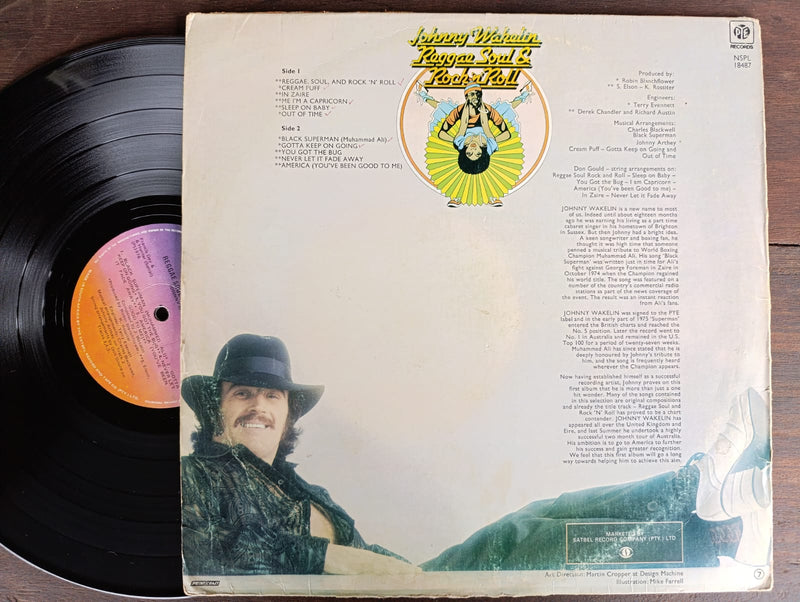 Johnny Wakelin
Reggae Soul &
Rock'n'Roll
PYE
RECORDS
NSPL
18487
Side 1
**REGGAE, SOUL, AND ROCK 'N' ROLL
*CREAM PUFF
**IN ZAIRE
**ME I'M A CAPRICORN
**SLEEP ON BABY
*OUT OF TIME
Side 2
*BLACK SUPERMAN (Muhammad Ali)
*GOTTA KEEP ON GOING
**YOU GOT THE BUG
**NEVER LET IT FADE AWAY
**AMERICA (YOU'VE BEEN GOOD TO ME)
Produced by:
* Robin Blanchflower
** S. Elson – K. Rossiter
Engineers:
* Terry Evennett
** Derek Chandler and Richard Austin
Musical Arrangements:
Charles Blackwell
Black Superman
Johnny Arthey
Cream Puff – Gotta Keep on Going and
Out of Time
Don Gould – string arrangements on:
Reggae Soul Rock and Roll – Sleep on Baby –
You Got the Bug – I am Capricorn –
America (You've been Good to me) –
In Zaire – Never Let it Fade Away
JOHNNY WAKELIN is a new name to most
of us. Indeed until about eighteen months
ago he was earning his living as a part time
cabaret singer in his hometown of Brighton
in Sussex. But then Johnny had a bright idea.
A keen songwriter and boxing fan, he
thought it was high time that someone
penned a musical tribute to World Boxing
Champion Muhammad Ali. His song 'Black
Superman' was written just in time for Ali's
fight against George Foreman in Zaire in
October 1974 when the Champion regained
his world title. The song was featured on a
number of the country's commercial radio
stations as part of the news coverage of
the event. The result was an instant reaction
from Ali's fans.
JOHNNY WAKELIN was signed to the PYE
label and in the early part of 1975 'Superman'
entered the British charts and reached the
No. 5 position. Later the record went to
No. 1 in Australia and remained in the U.S.
Top 100 for a period of twenty-seven weeks.
Muhammad Ali has since stated that he is
deeply honoured by Johnny's tribute to
him, and the song is frequently heard
wherever the Champion appears.
Now having established himself as a successful
recording artist, Johnny proves on this
first album that he is more than just a one
hit wonder. Many of the songs contained
in this selection are original compositions
and already the title track – Reggae Soul and
Rock 'N' Roll has proved to be a chart
contender. JOHNNY WAKELIN has
appeared all over the United Kingdom and
Eire, and last Summer he undertook a highly
successful two month tour of Australia.
His ambition is to go to America to further
his success and gain greater recognition.
We feel that this first album will go a long
way towards helping him to achieve this aim.
MARKETED BY
SATBEL RECORD COMPANY (PTY.) LTD
Art Direction: Martin Cropper at Design Machine
Illustration: Mike Farrell
7